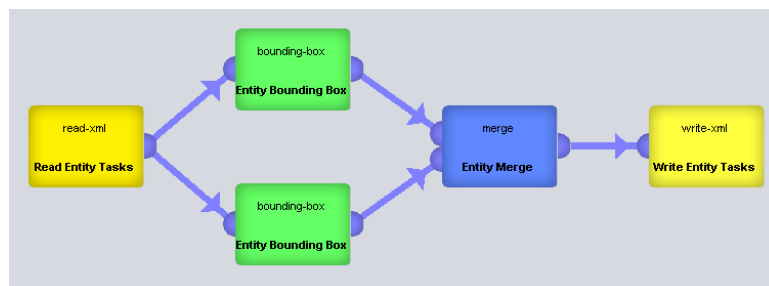 read-xml
Read Entity Tasks
bounding-box
Entity Bounding Box
bounding-box
Entity Bounding Box
merge
Entity Merge
write-xml
Write Entity Tasks